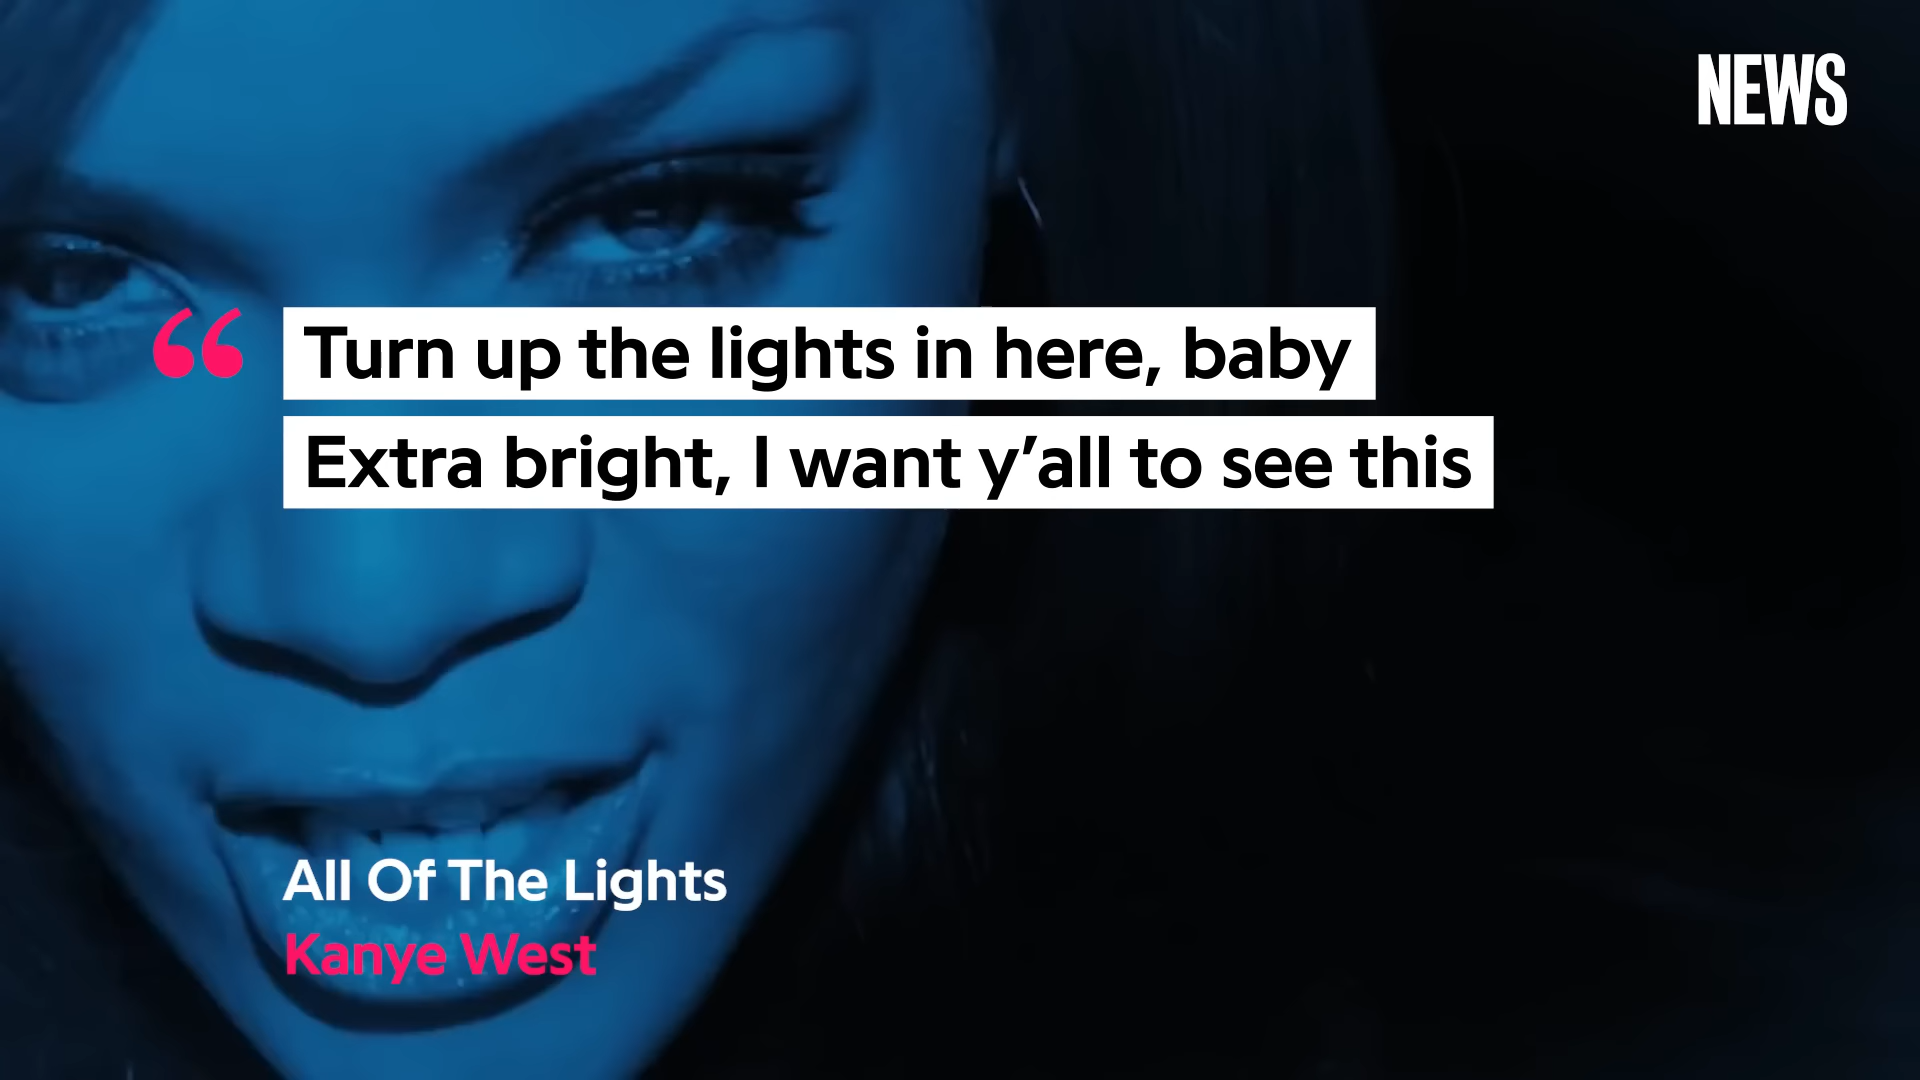 NEWS
“
Turn up the lights in here, baby
Extra bright, I want y’all to see this
All Of The Lights
Kanye West